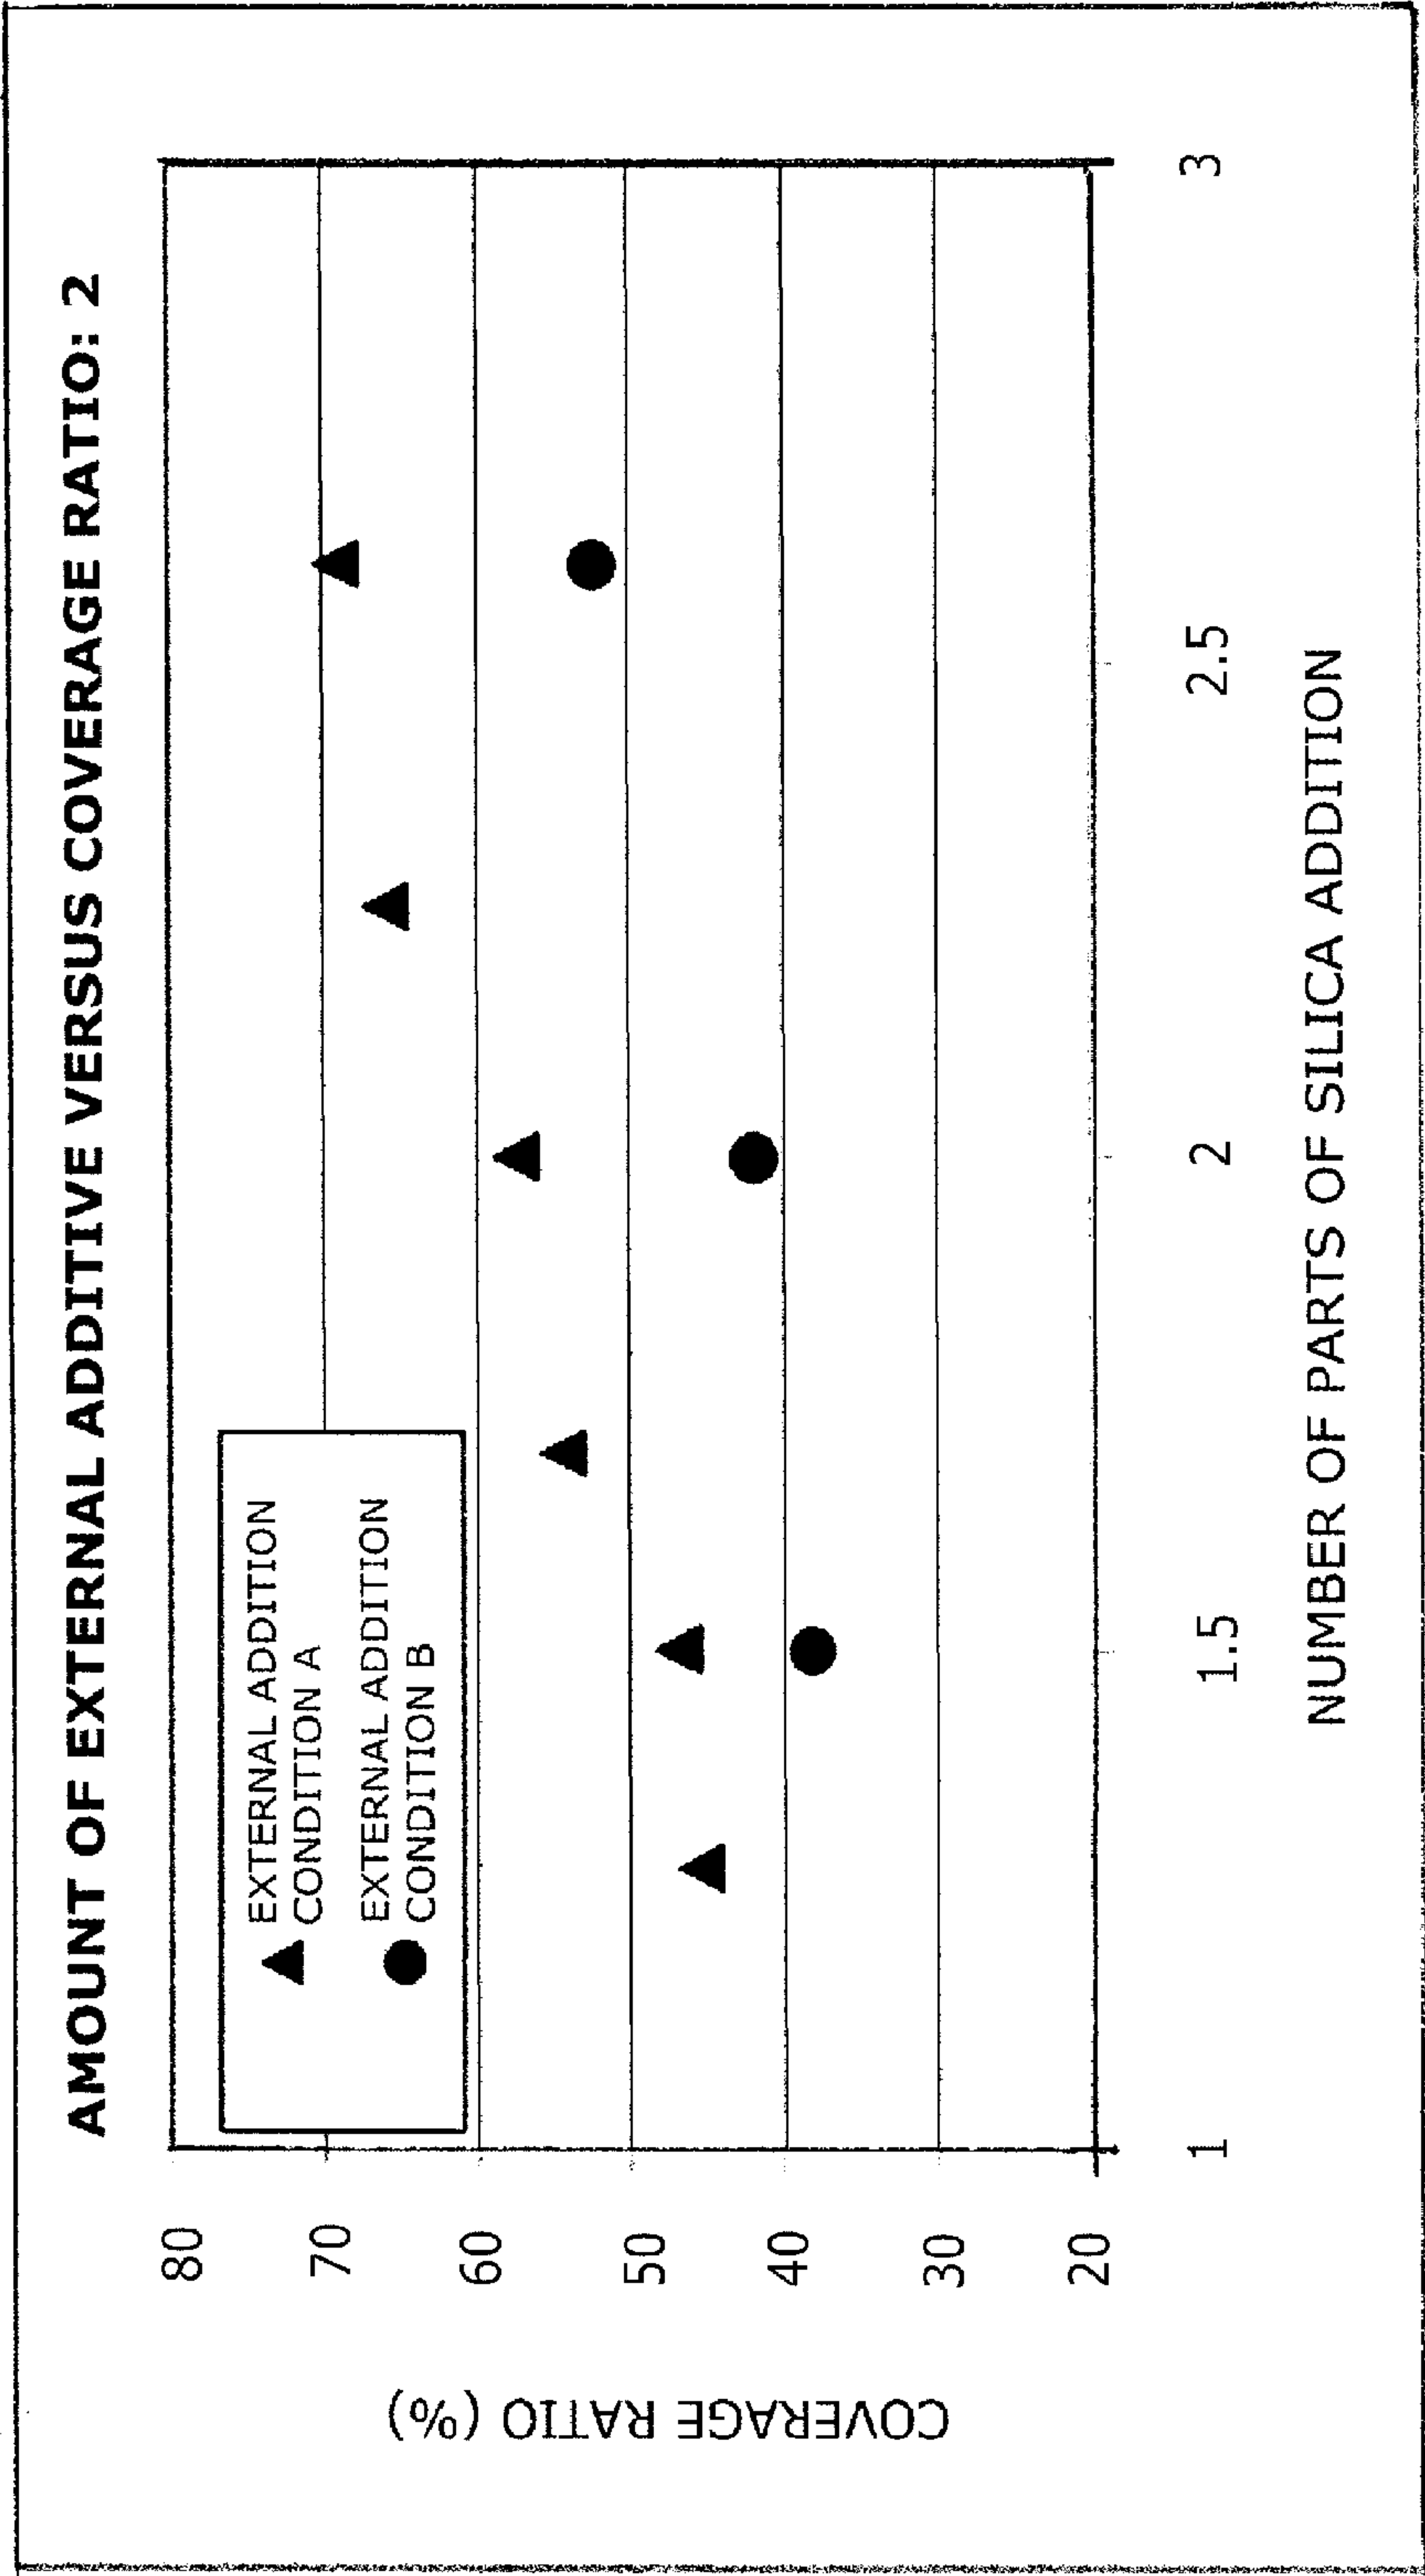 AMOUNT OF EXTERNAL ADDITIVE VERSUS COVERAGE RATIO: 2
COVERAGE RATIO (%)
80
70
60
50
40
30
20
EXTERNAL ADDITION
CONDITION A
EXTERNAL ADDITION
CONDITION B
1
1.5
2
2.5
3
NUMBER OF PARTS OF SILICA ADDITION